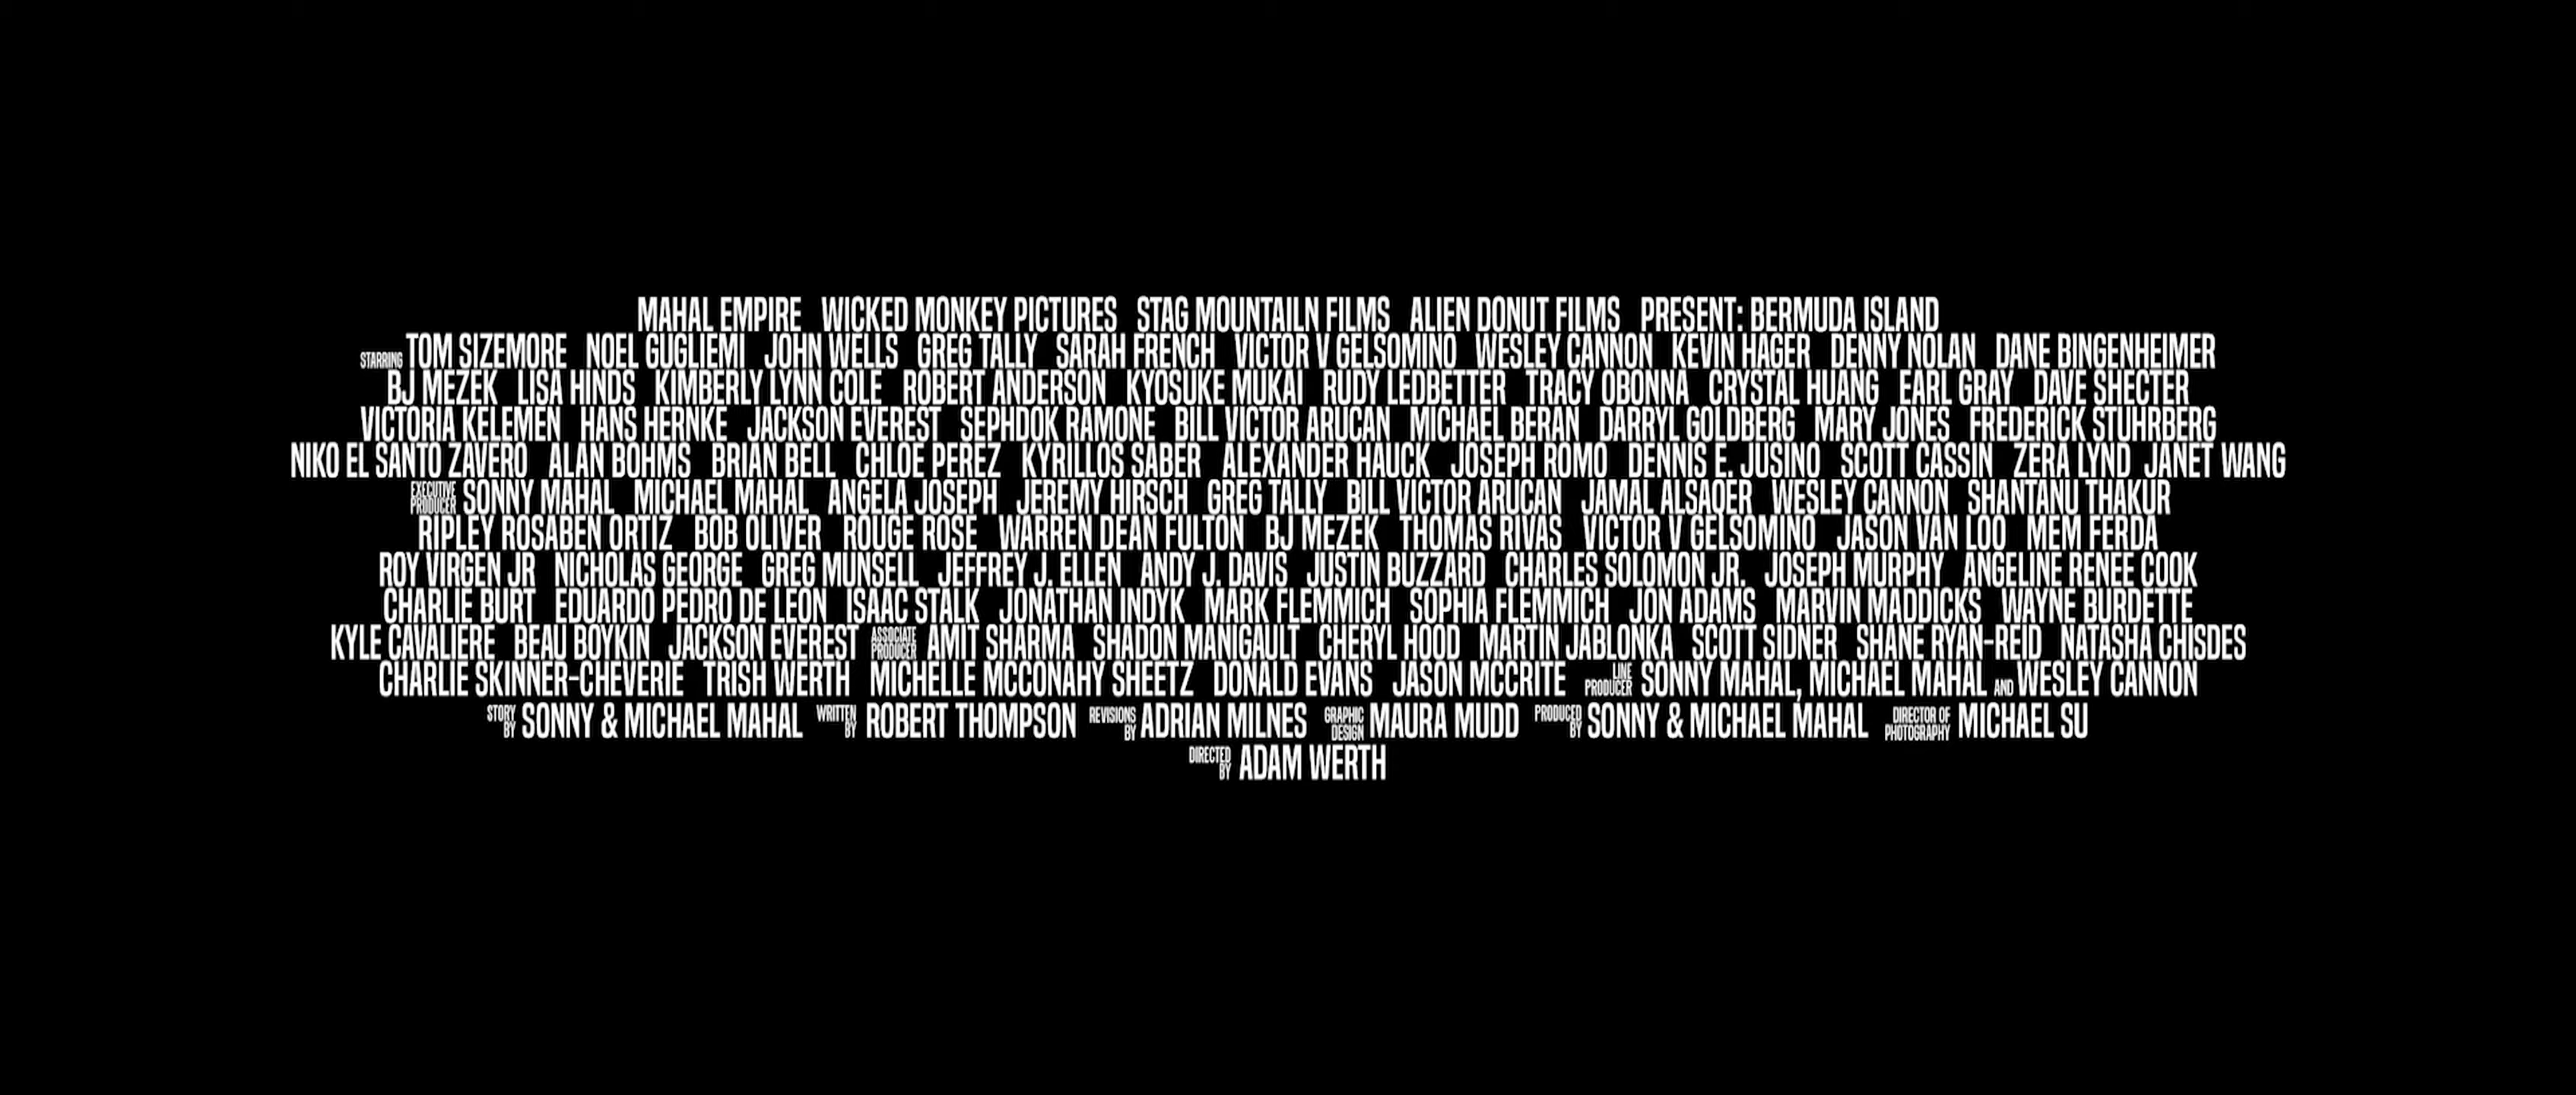 MAHAL EMPIRE WICKED MONKEY PICTURES STAG MOUNTAILN FILMS ALIEN DONUT FILMS PRESENT: BERMUDA ISLAND
STARRING TOM SIZEMORE NOEL GUGLIEMI JOHN WELLS GREG TALLY SARAH FRENCH VICTOR V GELSOMINO WESLEY CANNON KEVIN HAGER DENNY NOLAN DANE BINGENHEIMER
BJ MEZEK LISA HINDS KIMBERLY LYNN COLE ROBERT ANDERSON KYOSUKE MUKAI RUDY LEDBETTER TRACY OBONNA CRYSTAL HUANG EARL GRAY DAVE SHECTER
VICTORIA KELEMEN HANS HERNKE JACKSON EVEREST SEPHDOK RAMONE BILL VICTOR ARUCAN MICHAEL BERAN DARRYL GOLDBERG MARY JONES FREDERICK STUHRBERG
NIKO EL SANTO ZAVERO ALAN BOHMS BRIAN BELL CHLOE PEREZ KYRILLOS SABER ALEXANDER HAUCK JOSEPH ROMO DENNIS E. JUSINO SCOTT CASSIN ZERA LYND JANET WANG
EXECUTIVE PRODUCER SONNY MAHAL MICHAEL MAHAL ANGELA JOSEPH JEREMY HIRSCH GREG TALLY BILL VICTOR ARUCAN JAMAL ALSAQER WESLEY CANNON SHANTANU THAKUR
RIPLEY ROSABEN ORTIZ BOB OLIVER ROUGE ROSE WARREN DEAN FULTON BJ MEZEK THOMAS RIVAS VICTOR V GELSOMINO JASON VAN LOO MEM FERDA
ROY VIRGEN JR NICHOLAS GEORGE GREG MUNSELL JEFFREY J. ELLEN ANDY J. DAVIS JUSTIN BUZZARD CHARLES SOLOMON JR. JOSEPH MURPHY ANGELINE RENEE COOK
CHARLIE BURT EDUARDO PEDRO DE LEON ISAAC STALK JONATHAN INDYK MARK FLEMMICH SOPHIA FLEMMICH JON ADAMS MARVIN MADDICKS WAYNE BURDETTE
KYLE CAVALIERE BEAU BOYKIN JACKSON EVEREST ASSOCIATE PRODUCER AMIT SHARMA SHADON MANIGAULT CHERYL HOOD MARTIN JABLONKA SCOTT SIDNER SHANE RYAN-REID NATASHA CHISDES
CHARLIE SKINNER-CHEVERIE TRISH WERTH MICHELLE MCCONAHY SHEETZ DONALD EVANS JASON MCCRITE LINE PRODUCER SONNY MAHAL, MICHAEL MAHAL AND WESLEY CANNON
STORY BY SONNY & MICHAEL MAHAL WRITTEN BY ROBERT THOMPSON REVISIONS BY ADRIAN MILNES GRAPHIC DESIGN MAURA MUDD PRODUCED BY SONNY & MICHAEL MAHAL DIRECTOR OF PHOTOGRAPHY MICHAEL SU
DIRECTED BY ADAM WERTH